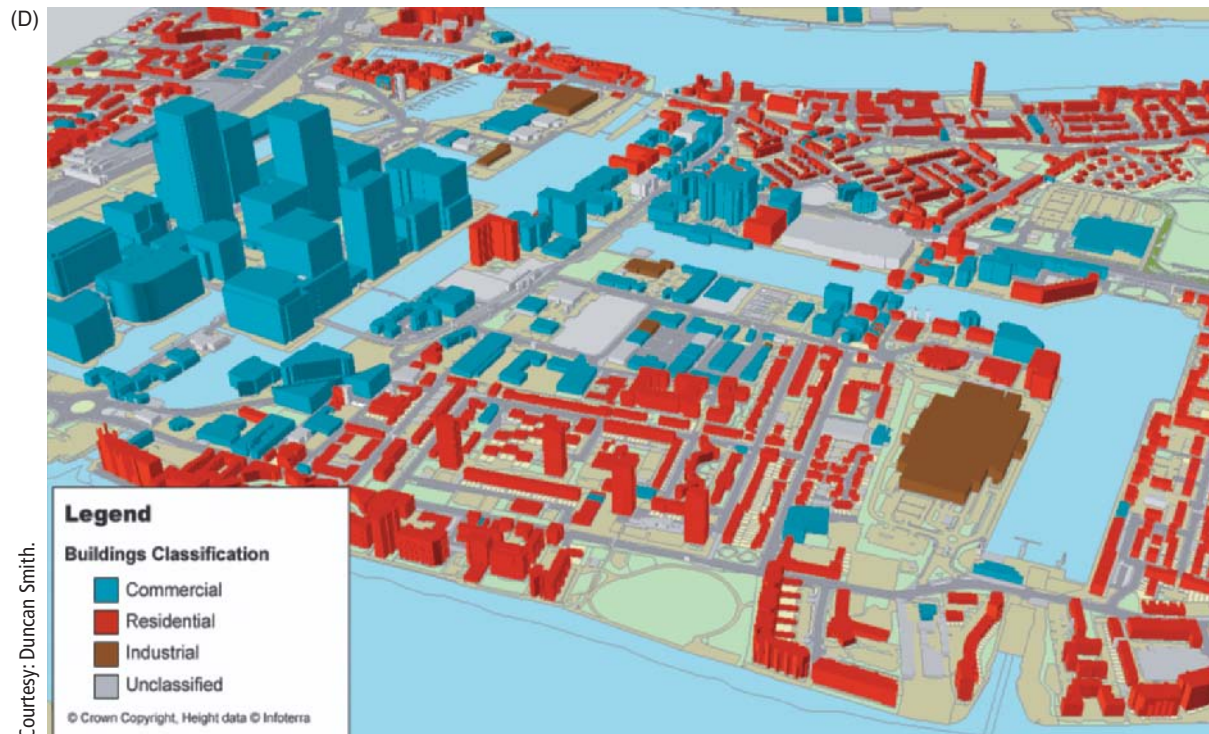 (D)
Courtesy: Duncan Smith.
Legend
Buildings Classification
Commercial
Residential
Industrial
Unclassified
© Crown Copyright, Height data © Infoterra